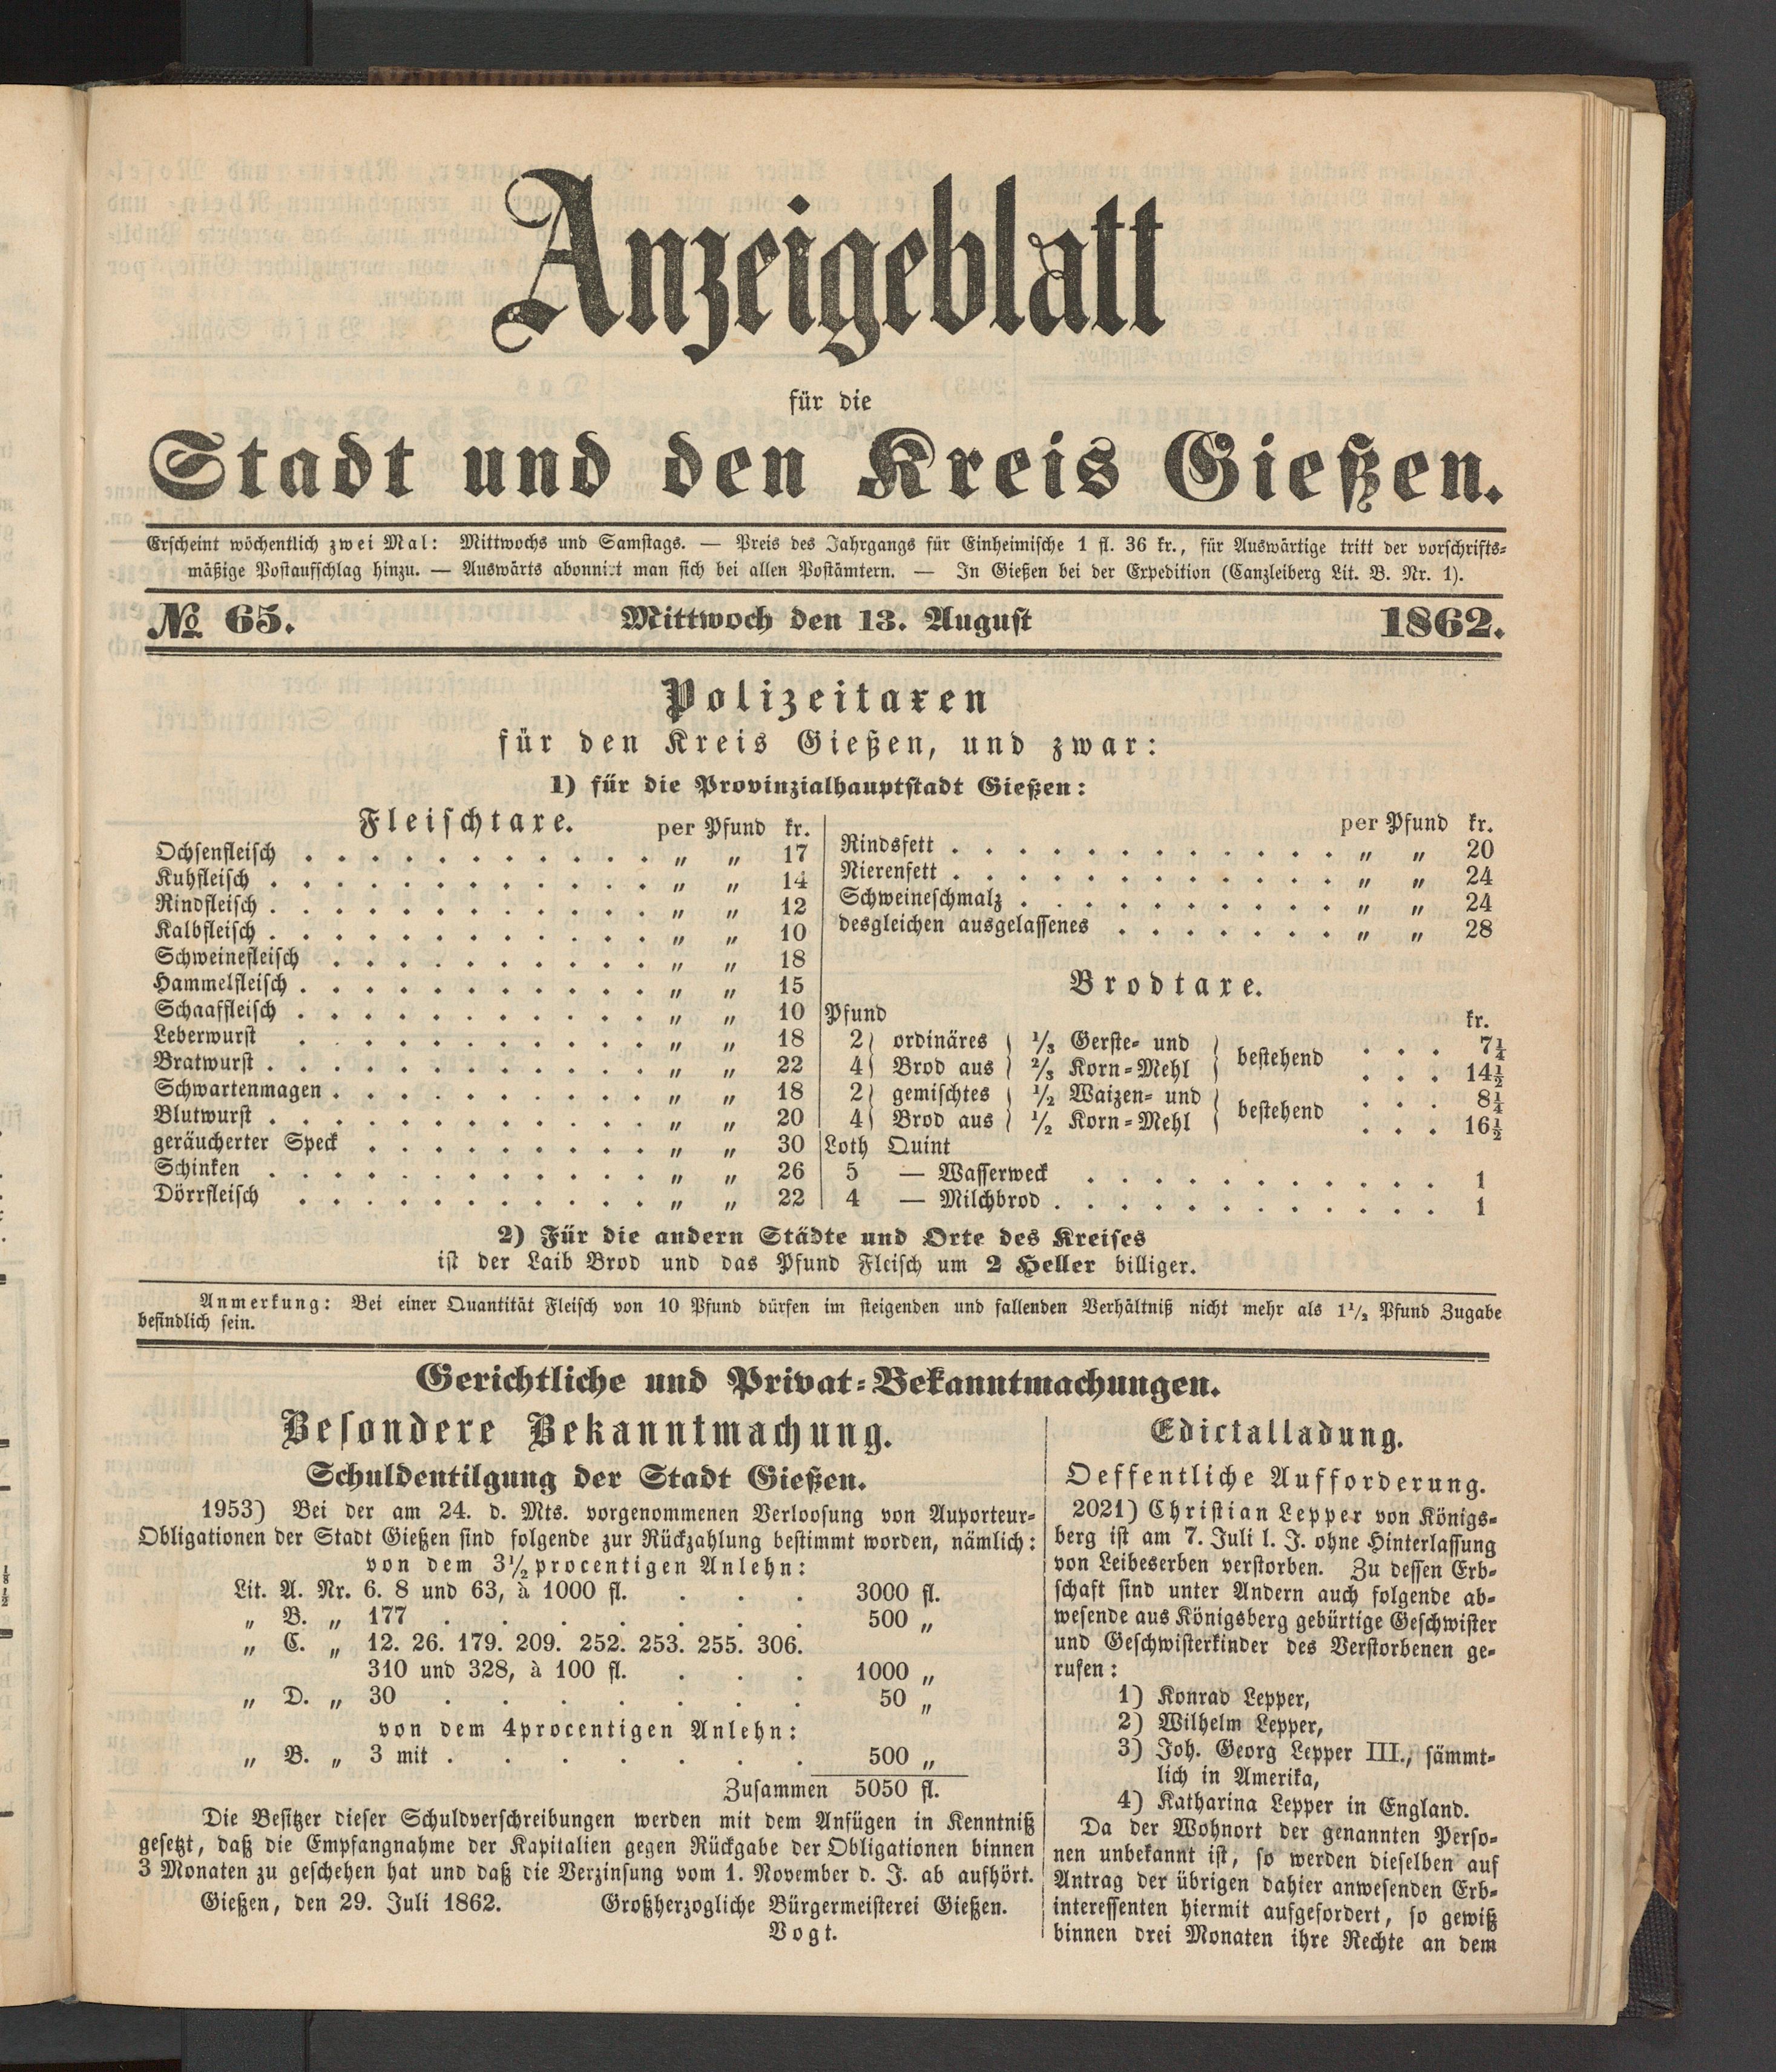 Anzeigeblatt
für die
Stadt und den Kreis Gießen.
Erscheint wöchentlich zwei Mal: Mittwochs und Samstags. — Preis des Jahrgangs für Einheimische 1 fl. 36 kr., für Auswärtige tritt der vorschrifts-
mäßige Postaufschlag hinzu. — Auswärts abonnirt man sich bei allen Postämtern. — In Gießen bei der Expedition (Canzleiberg Lit. B. Nr. 1).
№ 65. Mittwoch den 13. August 1862.
Polizeitaxen
für den Kreis Gießen, und zwar:
1) für die Provinzialhauptstadt Gießen:
Fleischtaxe. per Pfund kr.
Ochsenfleisch . . . . . . . . . . . „ „ 17
Kuhfleisch . . . . . . . . . . . . „ „ 14
Rindfleisch . . . . . . . . . . . . „ „ 12
Kalbfleisch . . . . . . . . . . . . „ „ 10
Schweinefleisch . . . . . . . . . . „ „ 18
Hammelfleisch . . . . . . . . . . . „ „ 15
Schaaffleisch . . . . . . . . . . . „ „ 10
Leberwurst . . . . . . . . . . . „ „ 18
Bratwurst . . . . . . . . . . . . „ „ 22
Schwartenmagen . . . . . . . . . . „ „ 18
Blutwurst . . . . . . . . . . . . „ „ 20
geräucherter Speck . . . . . . . . . „ „ 30
Schinken . . . . . . . . . . . . „ „ 26
Dörrfleisch . . . . . . . . . . . „ „ 22
per Pfund kr.
Rindsfett . . . . . . . . . . . . „ „ 20
Nierenfett . . . . . . . . . . . . „ „ 24
Schweineschmalz . . . . . . . . . . „ „ 24
desgleichen ausgelassenes . . . . . . . „ „ 28
Brodtaxe.
Pfund kr.
2 ordinäres 1/3 Gerste- und bestehend . . . 7¼
4 Brod aus 2/3 Korn-Mehl . . . 14½
2 gemischtes 1/2 Waizen- und bestehend . . . 8¼
4 Brod aus 1/2 Korn-Mehl . . . 16½
Loth Quint
5 — Wasserweck . . . . . . . . . . . 1
4 — Milchbrod . . . . . . . . . . . . 1
2) Für die andern Städte und Orte des Kreises
ist der Laib Brod und das Pfund Fleisch um 2 Heller billiger.
Anmerkung: Bei einer Quantität Fleisch von 10 Pfund dürfen im steigenden und fallenden Verhältniß nicht mehr als 1½ Pfund Zugabe
befindlich sein.
Gerichtliche und Privat-Bekanntmachungen.
Besondere Bekanntmachung.
Schuldentilgung der Stadt Gießen.
1953) Bei der am 24. d. Mts. vorgenommenen Verloosung von Auporteur-
Obligationen der Stadt Gießen sind folgende zur Rückzahlung bestimmt worden, nämlich:
von dem 3½procentigen Anlehn:
Lit. A. Nr. 6. 8 und 63, à 1000 fl. . . . 3000 fl.
„ B. „ 177 . . . . . . . 500 „
„ C. „ 12. 26. 179. 209. 252. 253. 255. 306.
310 und 328, à 100 fl. . . . 1000 „
„ D. „ 30 . . . . . . . 50 „
von dem 4procentigen Anlehn:
„ B. „ 3 mit . . . . . . . 500 „
Zusammen 5050 fl.
Die Besitzer dieser Schuldverschreibungen werden mit dem Anfügen in Kenntniß
gesetzt, daß die Empfangnahme der Kapitalien gegen Rückgabe der Obligationen binnen
3 Monaten zu geschehen hat und daß die Verzinsung vom 1. November d. J. ab aufhört.
Gießen, den 29. Juli 1862. Großherzogliche Bürgermeisterei Gießen.
Vogt.
Edictalladung.
Oeffentliche Aufforderung.
2021) Christian Lepper von Königs-
berg ist am 7. Juli l. J. ohne Hinterlassung
von Leibeserben verstorben. Zu dessen Erb-
schaft sind unter Andern auch folgende ab-
wesende aus Königsberg gebürtige Geschwister
und Geschwisterkinder des Verstorbenen ge-
rufen:
1) Konrad Lepper,
2) Wilhelm Lepper,
3) Joh. Georg Lepper III., sämmt-
lich in Amerika,
4) Katharina Lepper in England.
Da der Wohnort der genannten Perso-
nen unbekannt ist, so werden dieselben auf
Antrag der übrigen dahier anwesenden Erb-
interessenten hiermit aufgefordert, so gewiß
binnen drei Monaten ihre Rechte an dem